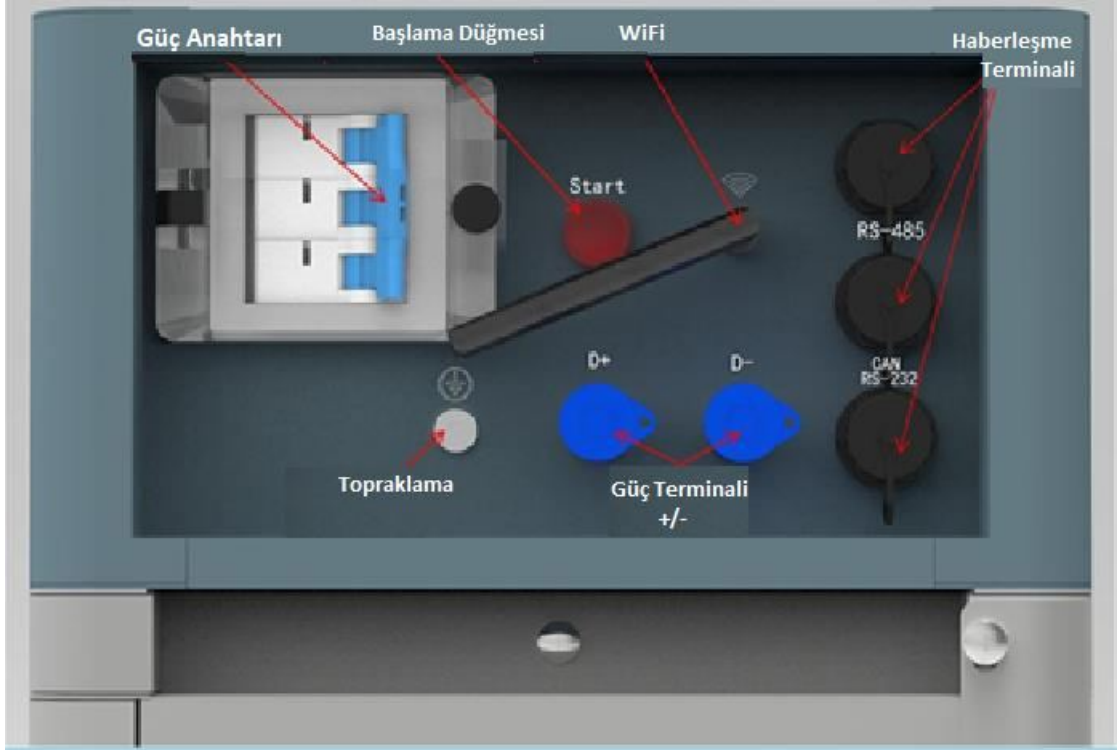 Güç Anahtarı
Başlama Düğmesi
WiFi
Haberleşme
Terminali
Start
RS-485
D+
D-
CAN
RS-232
Topraklama
Güç Terminali
+/-